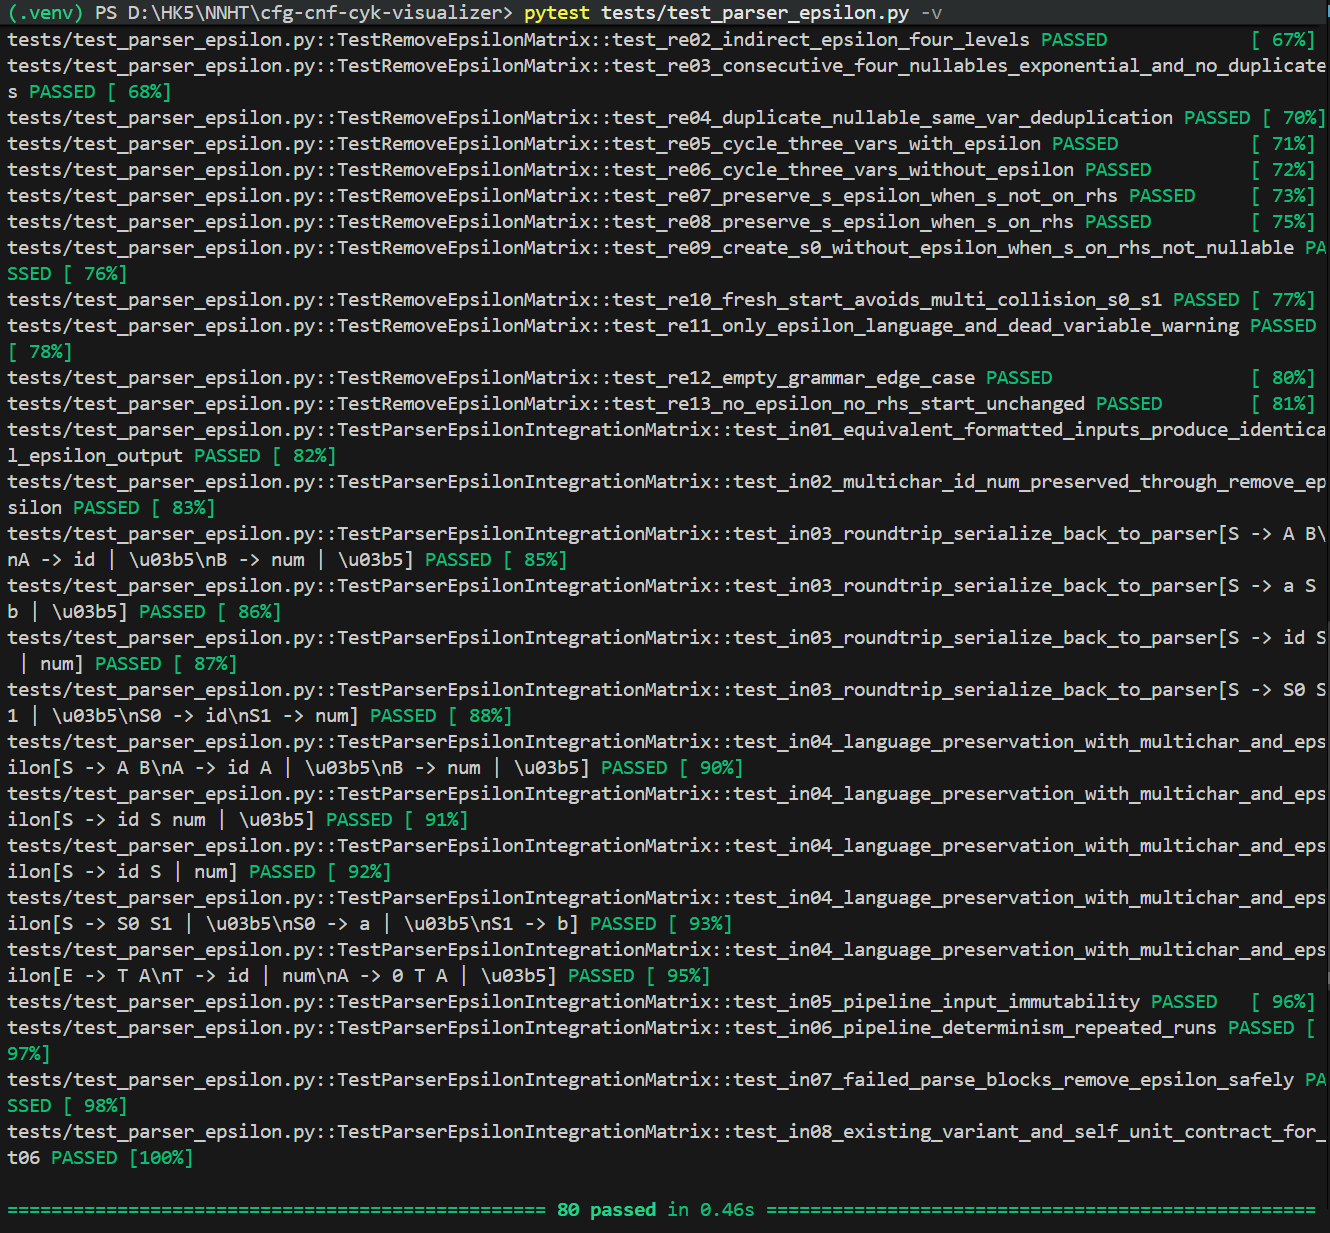 (.venv) PS D:\HK5\NNHT\cfg-cnf-cyk-visualizer> pytest tests/test_parser_epsilon.py -v
tests/test_parser_epsilon.py::TestRemoveEpsilonMatrix::test_re02_indirect_epsilon_four_levels PASSED [ 67%]
tests/test_parser_epsilon.py::TestRemoveEpsilonMatrix::test_re03_consecutive_four_nullables_exponential_and_no_duplicate
s PASSED [ 68%]
tests/test_parser_epsilon.py::TestRemoveEpsilonMatrix::test_re04_duplicate_nullable_same_var_deduplication PASSED [ 70%]
tests/test_parser_epsilon.py::TestRemoveEpsilonMatrix::test_re05_cycle_three_vars_with_epsilon PASSED [ 71%]
tests/test_parser_epsilon.py::TestRemoveEpsilonMatrix::test_re06_cycle_three_vars_without_epsilon PASSED [ 72%]
tests/test_parser_epsilon.py::TestRemoveEpsilonMatrix::test_re07_preserve_s_epsilon_when_s_not_on_rhs PASSED [ 73%]
tests/test_parser_epsilon.py::TestRemoveEpsilonMatrix::test_re08_preserve_s_epsilon_when_s_on_rhs PASSED [ 75%]
tests/test_parser_epsilon.py::TestRemoveEpsilonMatrix::test_re09_create_s0_without_epsilon_when_s_on_rhs_not_nullable PA
SSED [ 76%]
tests/test_parser_epsilon.py::TestRemoveEpsilonMatrix::test_re10_fresh_start_avoids_multi_collision_s0_s1 PASSED [ 77%]
tests/test_parser_epsilon.py::TestRemoveEpsilonMatrix::test_re11_only_epsilon_language_and_dead_variable_warning PASSED
[ 78%]
tests/test_parser_epsilon.py::TestRemoveEpsilonMatrix::test_re12_empty_grammar_edge_case PASSED [ 80%]
tests/test_parser_epsilon.py::TestRemoveEpsilonMatrix::test_re13_no_epsilon_no_rhs_start_unchanged PASSED [ 81%]
tests/test_parser_epsilon.py::TestParserEpsilonIntegrationMatrix::test_in01_equivalent_formatted_inputs_produce_identica
l_epsilon_output PASSED [ 82%]
tests/test_parser_epsilon.py::TestParserEpsilonIntegrationMatrix::test_in02_multichar_id_num_preserved_through_remove_ep
silon PASSED [ 83%]
tests/test_parser_epsilon.py::TestParserEpsilonIntegrationMatrix::test_in03_roundtrip_serialize_back_to_parser[S -> A B\
nA -> id | \u03b5\nB -> num | \u03b5] PASSED [ 85%]
tests/test_parser_epsilon.py::TestParserEpsilonIntegrationMatrix::test_in03_roundtrip_serialize_back_to_parser[S -> a S
b | \u03b5] PASSED [ 86%]
tests/test_parser_epsilon.py::TestParserEpsilonIntegrationMatrix::test_in03_roundtrip_serialize_back_to_parser[S -> id S
 | num] PASSED [ 87%]
tests/test_parser_epsilon.py::TestParserEpsilonIntegrationMatrix::test_in03_roundtrip_serialize_back_to_parser[S -> S0 S
1 | \u03b5\nS0 -> id\nS1 -> num] PASSED [ 88%]
tests/test_parser_epsilon.py::TestParserEpsilonIntegrationMatrix::test_in04_language_preservation_with_multichar_and_eps
ilon[S -> A B\nA -> id A | \u03b5\nB -> num | \u03b5] PASSED [ 90%]
tests/test_parser_epsilon.py::TestParserEpsilonIntegrationMatrix::test_in04_language_preservation_with_multichar_and_eps
ilon[S -> id S num | \u03b5] PASSED [ 91%]
tests/test_parser_epsilon.py::TestParserEpsilonIntegrationMatrix::test_in04_language_preservation_with_multichar_and_eps
ilon[S -> id S | num] PASSED [ 92%]
tests/test_parser_epsilon.py::TestParserEpsilonIntegrationMatrix::test_in04_language_preservation_with_multichar_and_eps
ilon[S -> S0 S1 | \u03b5\nS0 -> a | \u03b5\nS1 -> b] PASSED [ 93%]
tests/test_parser_epsilon.py::TestParserEpsilonIntegrationMatrix::test_in04_language_preservation_with_multichar_and_eps
ilon[E -> T A\nT -> id | num\nA -> 0 T A | \u03b5] PASSED [ 95%]
tests/test_parser_epsilon.py::TestParserEpsilonIntegrationMatrix::test_in05_pipeline_input_immutability PASSED [ 96%]
tests/test_parser_epsilon.py::TestParserEpsilonIntegrationMatrix::test_in06_pipeline_determinism_repeated_runs PASSED [
97%]
tests/test_parser_epsilon.py::TestParserEpsilonIntegrationMatrix::test_in07_failed_parse_blocks_remove_epsilon_safely PA
SSED [ 98%]
tests/test_parser_epsilon.py::TestParserEpsilonIntegrationMatrix::test_in08_existing_variant_and_self_unit_contract_for_
t06 PASSED [100%]
================================================= 80 passed in 0.46s ==================================================